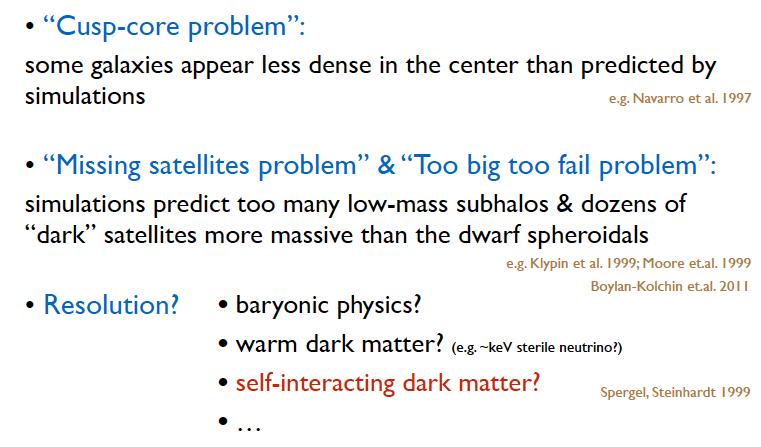 • “Cusp-core problem”:
some galaxies appear less dense in the center than predicted by
simulations
e.g. Navarro et al. 1997
• “Missing satellites problem” & “Too big too fail problem”:
simulations predict too many low-mass subhalos & dozens of
“dark” satellites more massive than the dwarf spheroidals
e.g. Klypin et al. 1999; Moore et.al. 1999
Boylan-Kolchin et.al. 2011
• Resolution? • baryonic physics?
• warm dark matter? (e.g. ~keV sterile neutrino?)
• self-interacting dark matter? Spergel, Steinhardt 1999
• ...